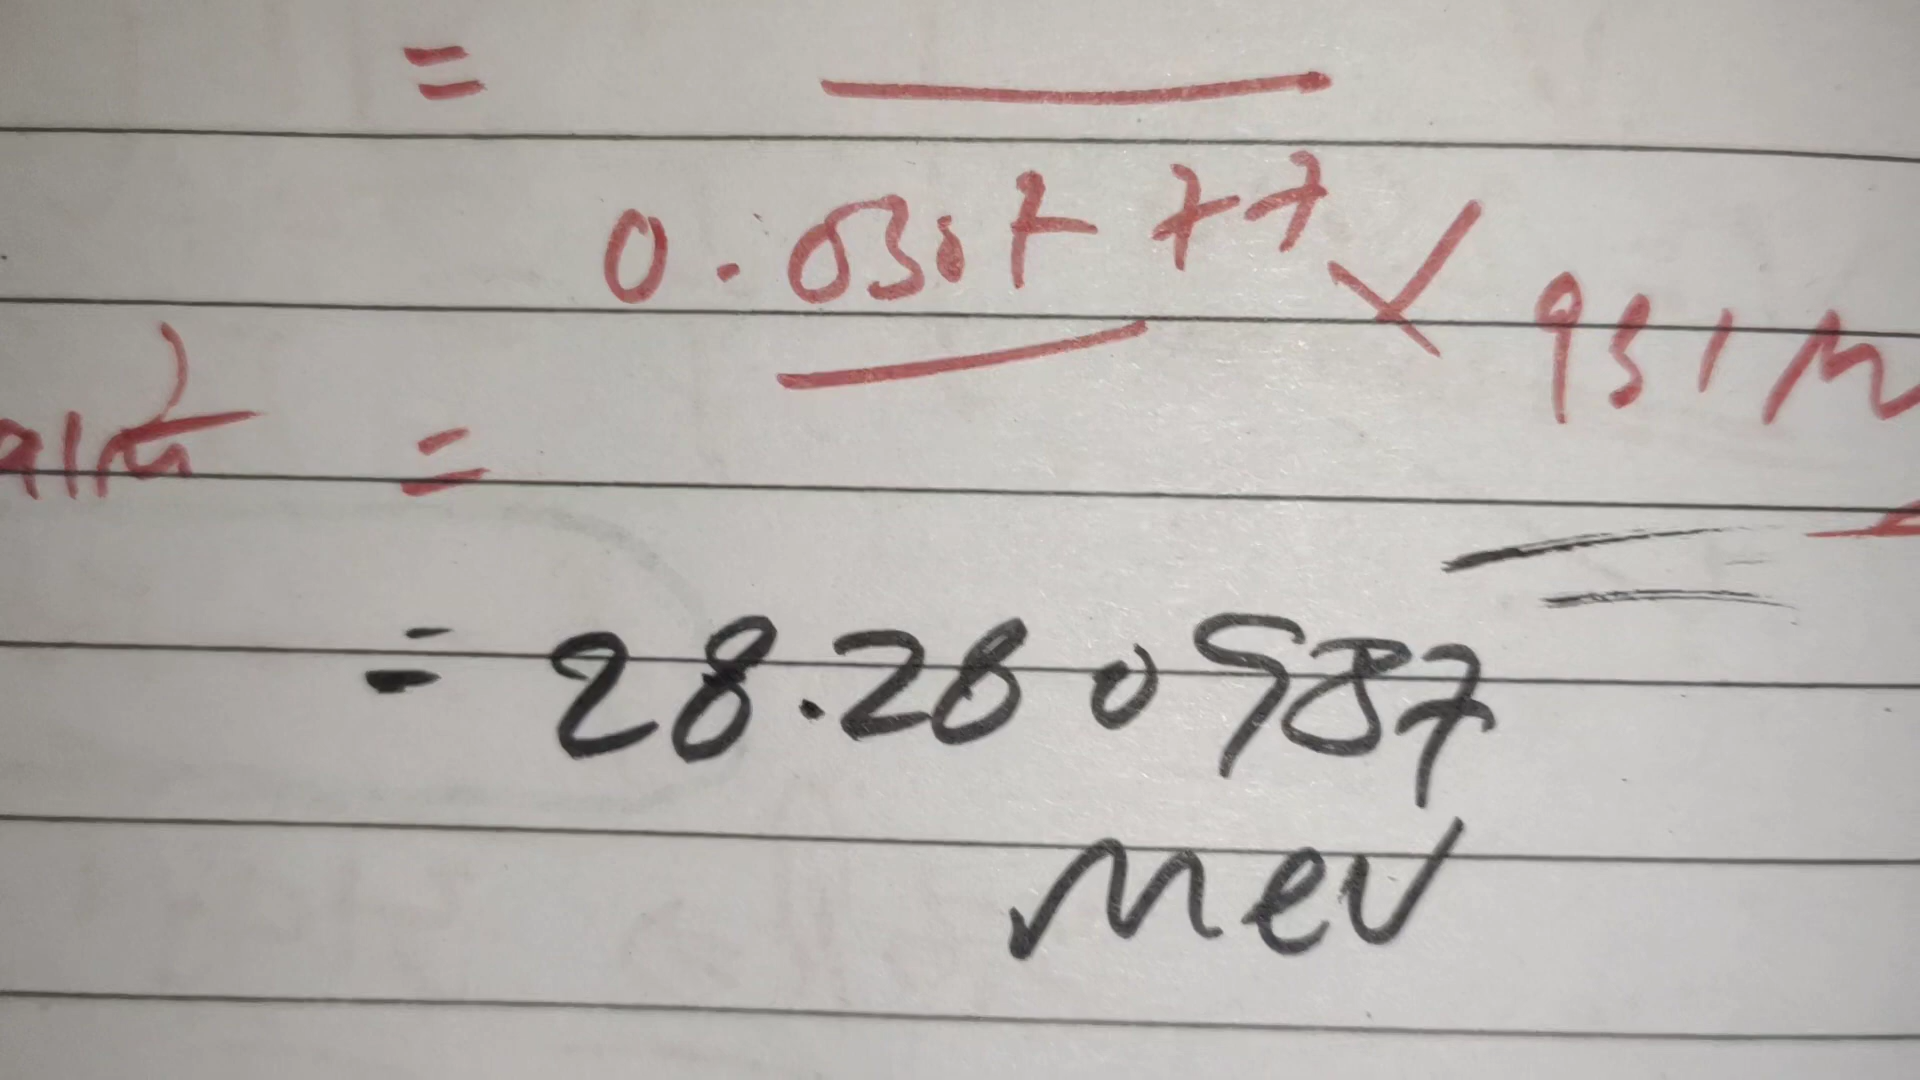 =
0.030377 × 931 M
=
= 28.280987
Mev